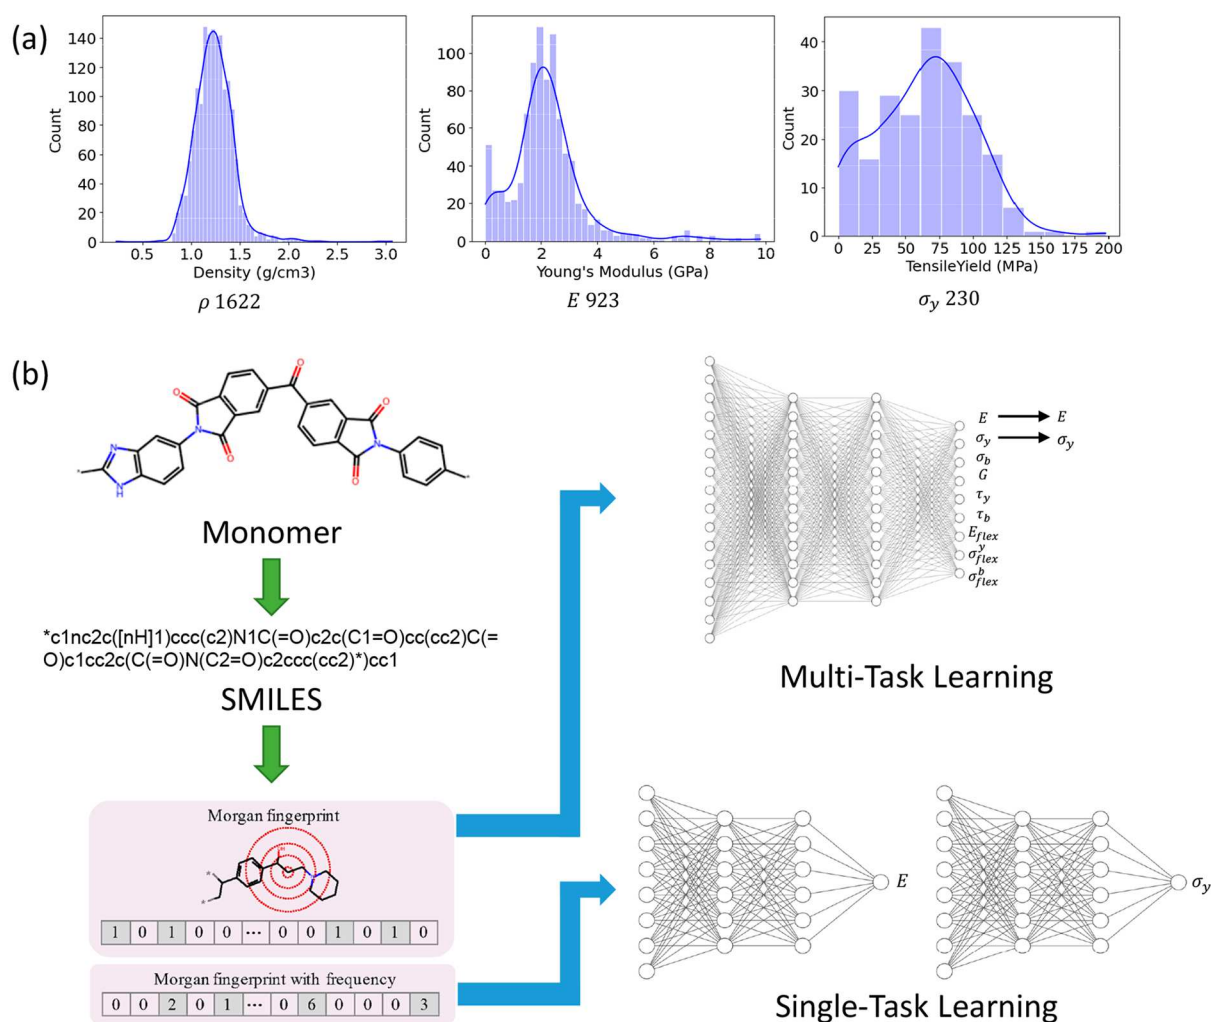 (a)
140
120
100
80
60
40
20
0
Count
0.5 1.0 1.5 2.0 2.5 3.0
Density (g/cm3)
ρ 1622
100
80
60
40
20
0
Count
0 2 4 6 8 10
Young's Modulus (GPa)
E 923
40
30
20
10
0
Count
0 25 50 75 100 125 150 175 200
TensileYield (MPa)
σy 230
(b)
O
O
O
O
O
N
N
N
N
H
*
*
Monomer
*c1nc2c([nH]1)ccc(c2)N1C(=O)c2c(C1=O)cc(cc2)C(=
O)c1cc2c(C(=O)N(C2=O)c2ccc(cc2)*)cc1
SMILES
Morgan fingerprint
*
*
1 0 1 0 0 ··· 0 0 1 0 1 0
Morgan fingerprint with frequency
0 0 2 0 1 ··· 0 6 0 0 0 3
E E
σy σy
σb
G
τy
τb
Eflex
σyflex
σbflex
Multi-Task Learning
E
σy
Single-Task Learning